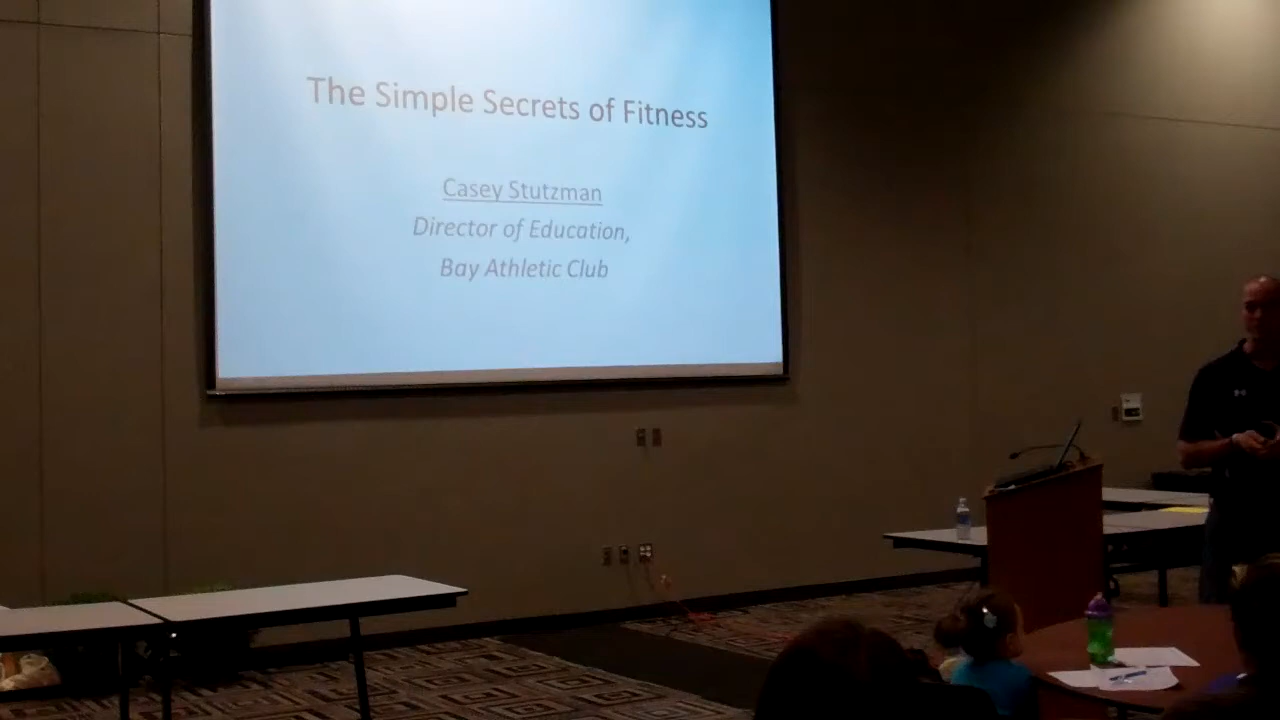 The Simple Secrets of Fitness
Casey Stutzman
Director of Education,
Bay Athletic Club